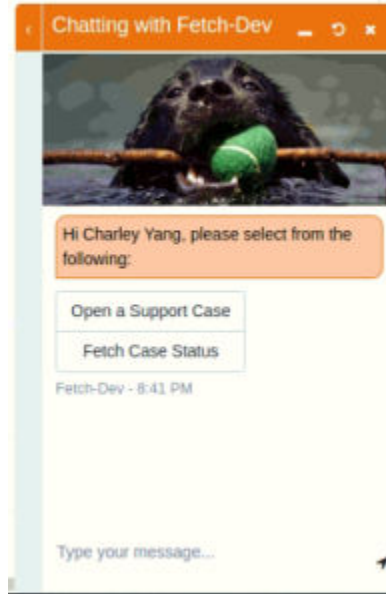 Chatting with Fetch-Dev
Hi Charley Yang, please select from the
following:
Open a Support Case
Fetch Case Status
Fetch-Dev - 8:41 PM
Type your message...